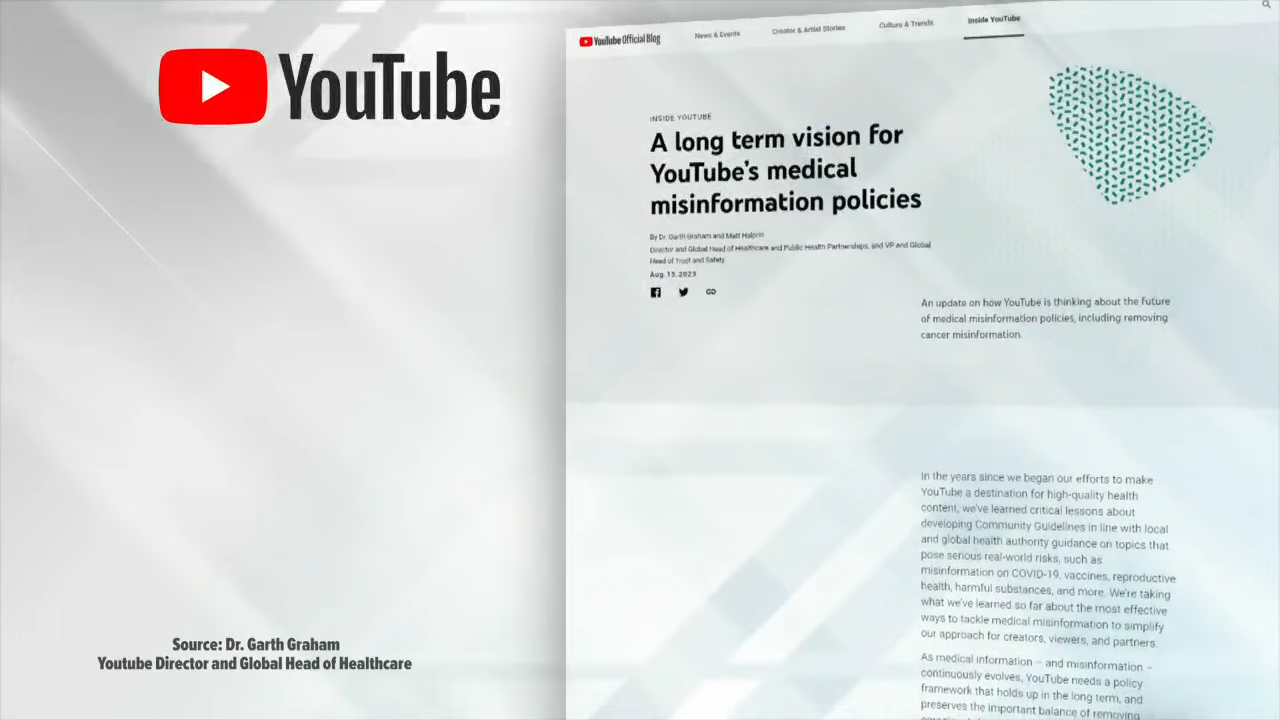 YouTube
YouTube Official Blog
News & Events
Creator & Artist Stories
Culture & Trends
Inside YouTube
INSIDE YOUTUBE
A long term vision for
YouTube's medical
misinformation policies
By Dr. Garth Graham and Matt Halprin
Director and Global Head of Healthcare and Public Health Partnerships, and VP and Global
Head of Trust and Safety
Aug.15.2023
An update on how YouTube is thinking about the future
of medical misinformation policies, including removing
cancer misinformation.
In the years since we began our efforts to make
YouTube a destination for high-quality health
content, we've learned critical lessons about
developing Community Guidelines in line with local
and global health authority guidance on topics that
pose serious real-world risks, such as
misinformation on COVID-19, vaccines, reproductive
health, harmful substances, and more. We're taking
what we've learned so far about the most effective
ways to tackle medical misinformation to simplify
our approach for creators, viewers, and partners.
As medical information – and misinformation –
continuously evolves, YouTube needs a policy
framework that holds up in the long term, and
preserves the important balance of removing
Source: Dr. Garth Graham
Youtube Director and Global Head of Healthcare